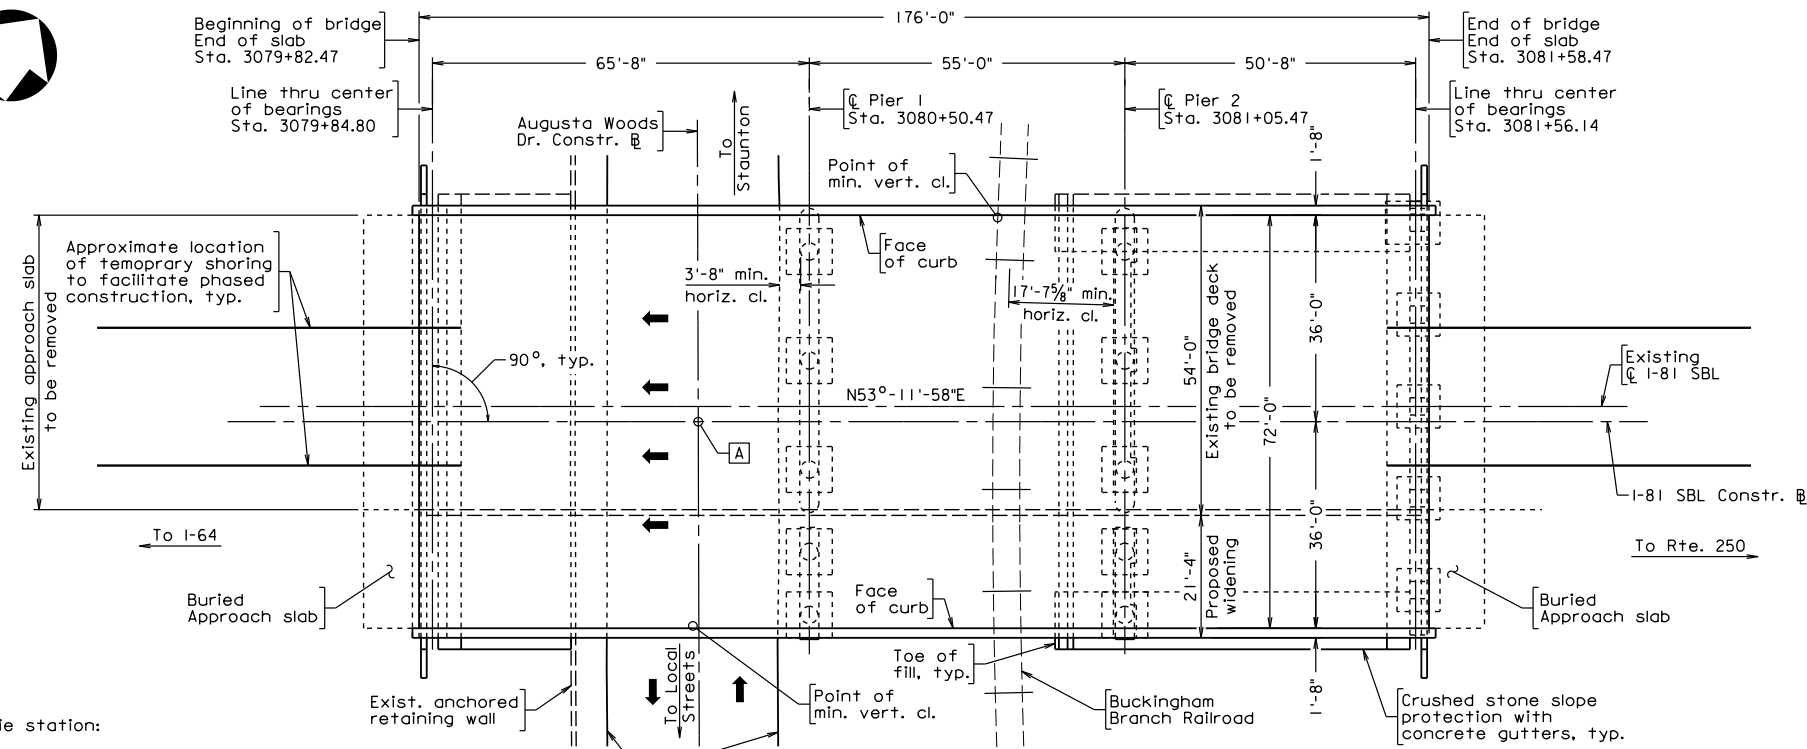 176'-0"
Beginning of bridge
End of slab
Sta. 3079+82.47
End of bridge
End of slab
Sta. 3081+58.47
65'-8"
55'-0"
50'-8"
Line thru center
of bearings
Sta. 3079+84.80
℄ Pier 1
Sta. 3080+50.47
℄ Pier 2
Sta. 3081+05.47
Line thru center
of bearings
Sta. 3081+56.14
Augusta Woods
Dr. Constr. BL
To
Staunton
Point of
min. vert. cl.
1'-8"
Existing approach slab
to be removed
Approximate location
of temoprary shoring
to facilitate phased
construction, typ.
Face
of curb
3'-8" min.
horiz. cl.
17'-7⅝" min.
horiz. cl.
54'-0"
Existing bridge deck
to be removed
72'-0"
36'-0"
90°, typ.
N53°-11'-58"E
Existing
℄ I-81 SBL
A
I-81 SBL Constr. BL
To I-64
To Rte. 250
21'-4"
Proposed
widening
36'-0"
Buried
Approach slab
Face
of curb
Buried
Approach slab
Toe of
fill, typ.
Exist. anchored
retaining wall
To Local
Streets
Point of
min. vert. cl.
Buckingham
Branch Railroad
1'-8"
Crushed stone slope
protection with
concrete gutters, typ.
ie station: